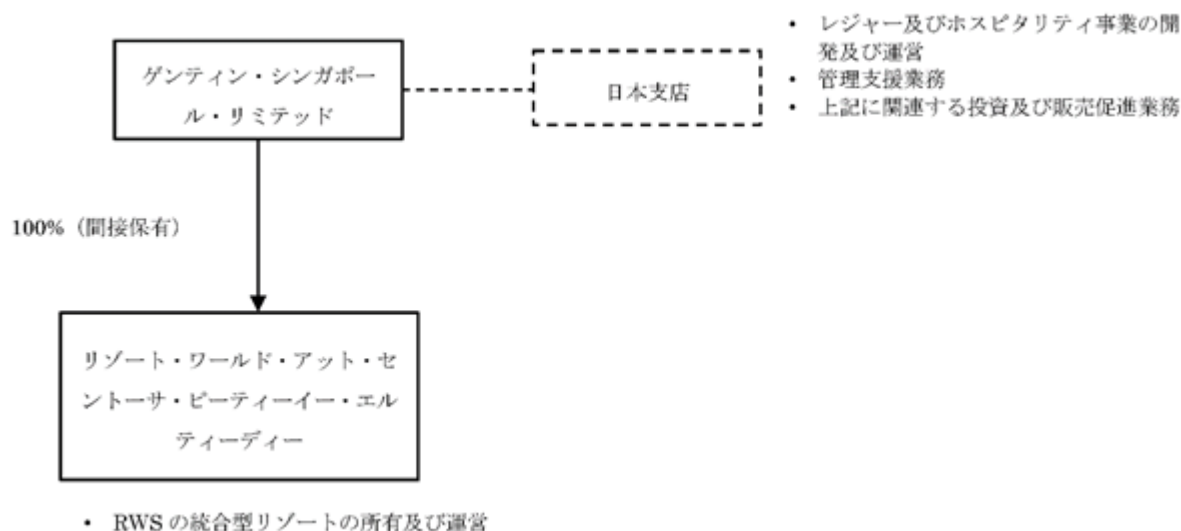 ゲンティン・シンガポー
ル・リミテッド
日本支店
• レジャー及びホスピタリティ事業の開
発及び運営
• 管理支援業務
• 上記に関連する投資及び販売促進業務
100%（間接保有）
リゾート・ワールド・アット・セ
ントーサ・ピーティーイー・エル
ティーディー
• RWS の統合型リゾートの所有及び運営